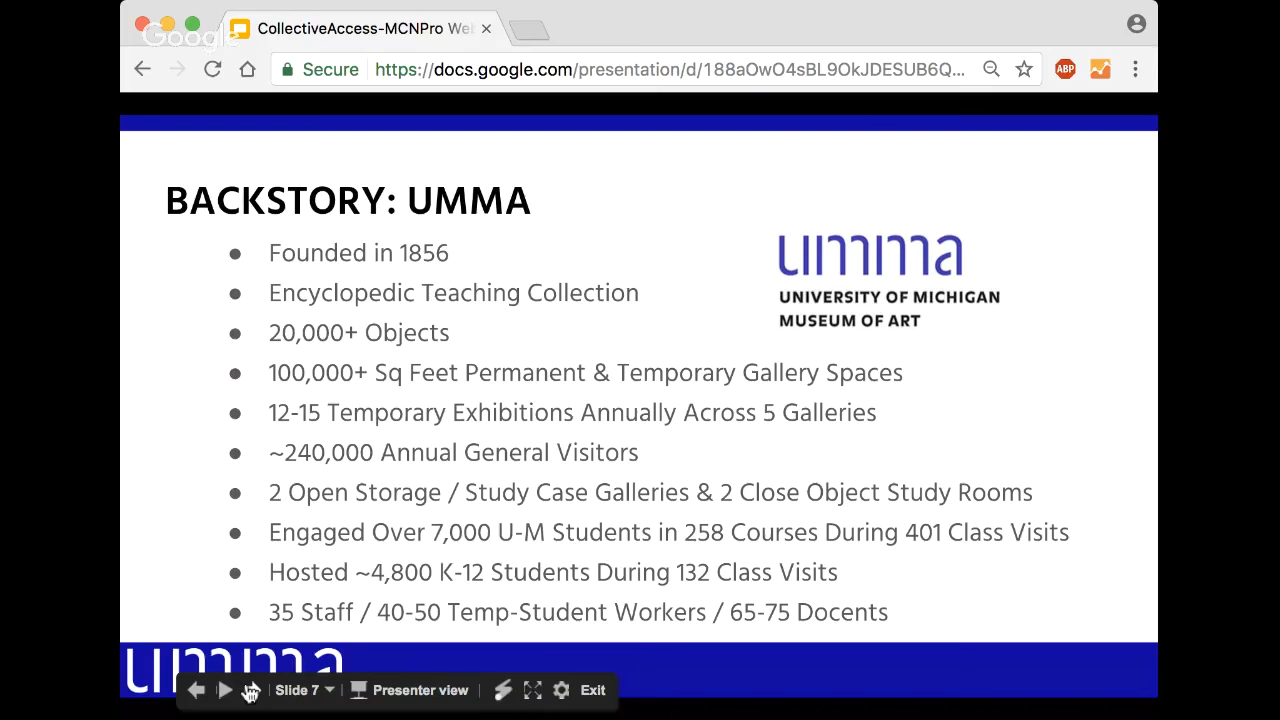 Google
CollectiveAccess-MCNPro We
Secure https://docs.google.com/presentation/d/188aOwO4sBL9OkJDESUB6Q...
ABP
BACKSTORY: UMMA
● Founded in 1856
● Encyclopedic Teaching Collection
● 20,000+ Objects
● 100,000+ Sq Feet Permanent & Temporary Gallery Spaces
● 12-15 Temporary Exhibitions Annually Across 5 Galleries
● ~240,000 Annual General Visitors
● 2 Open Storage / Study Case Galleries & 2 Close Object Study Rooms
● Engaged Over 7,000 U-M Students in 258 Courses During 401 Class Visits
● Hosted ~4,800 K-12 Students During 132 Class Visits
● 35 Staff / 40-50 Temp-Student Workers / 65-75 Docents
umma
UNIVERSITY OF MICHIGAN
MUSEUM OF ART
umma
Slide 7
Presenter view
Exit